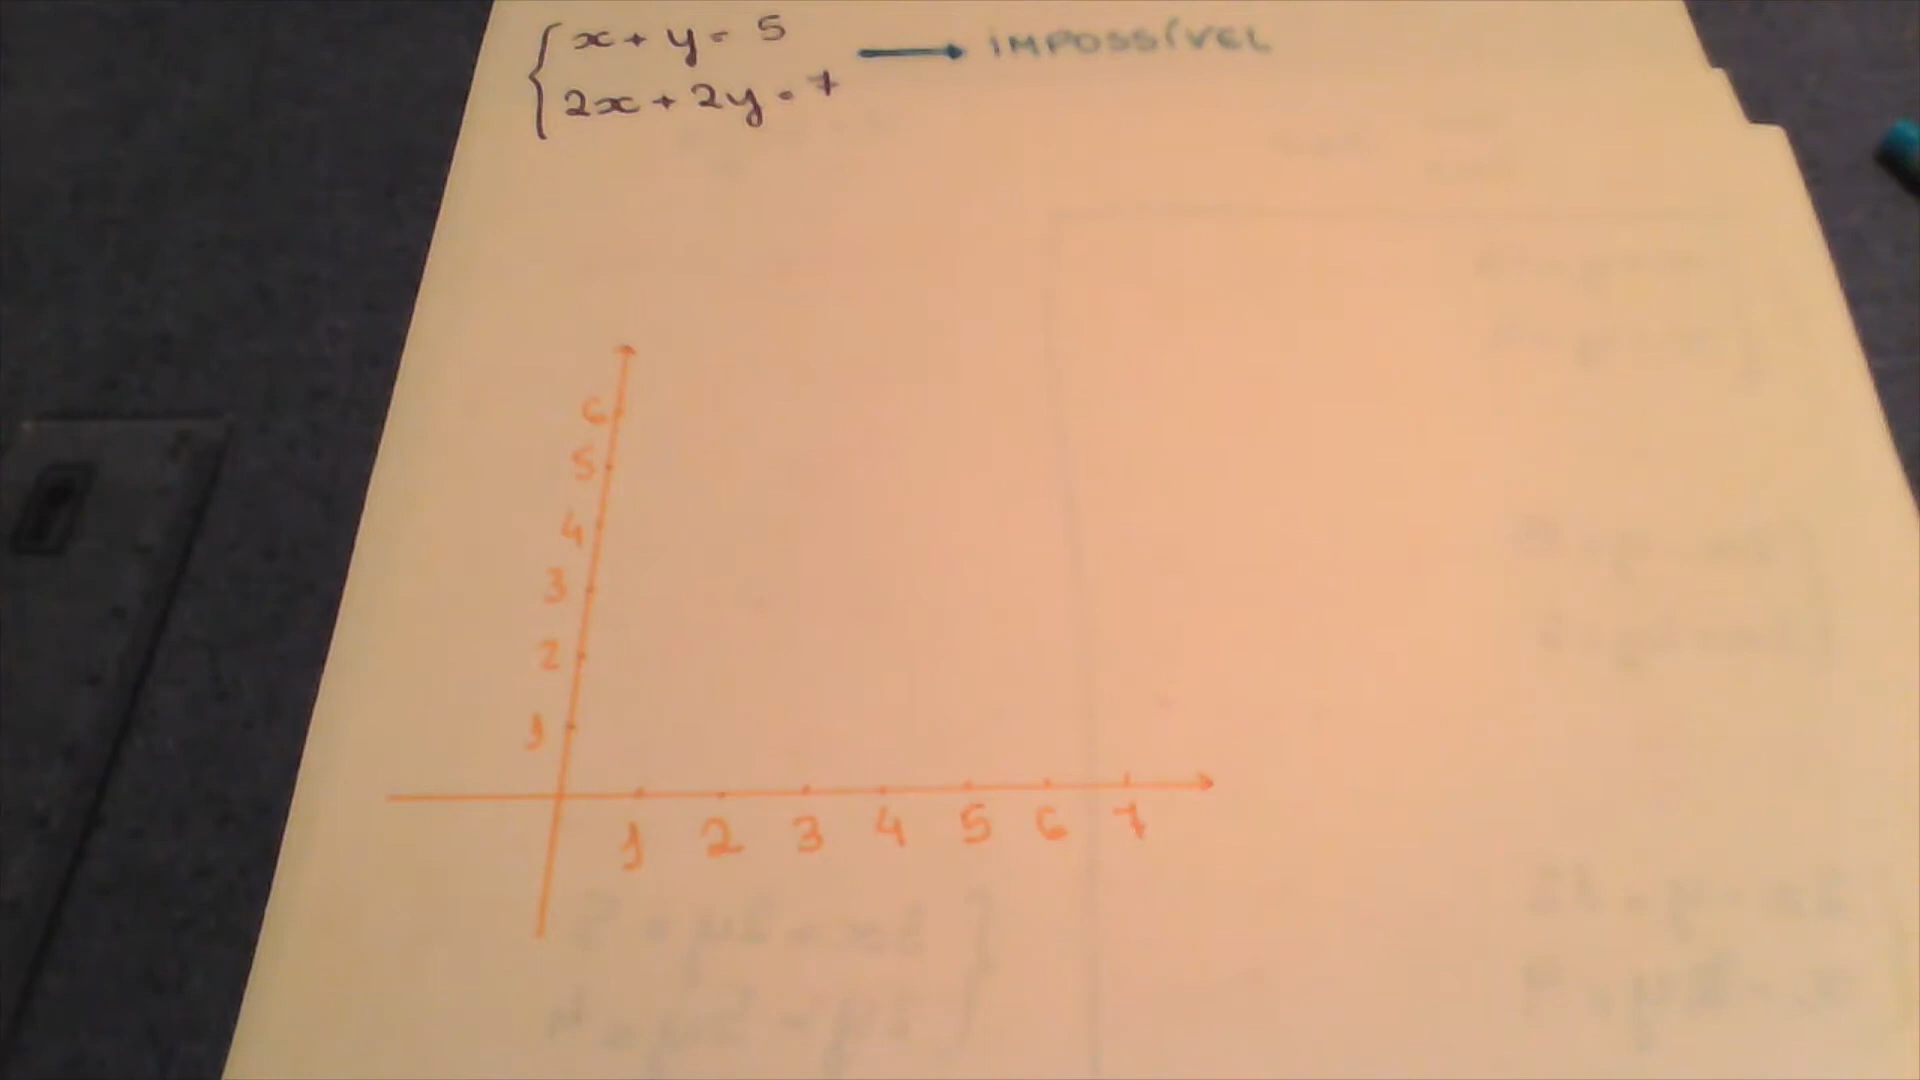 x + y = 5
2x + 2y = 7
→ IMPOSSÍVEL
6
5
4
3
2
1
1 2 3 4 5 6 7